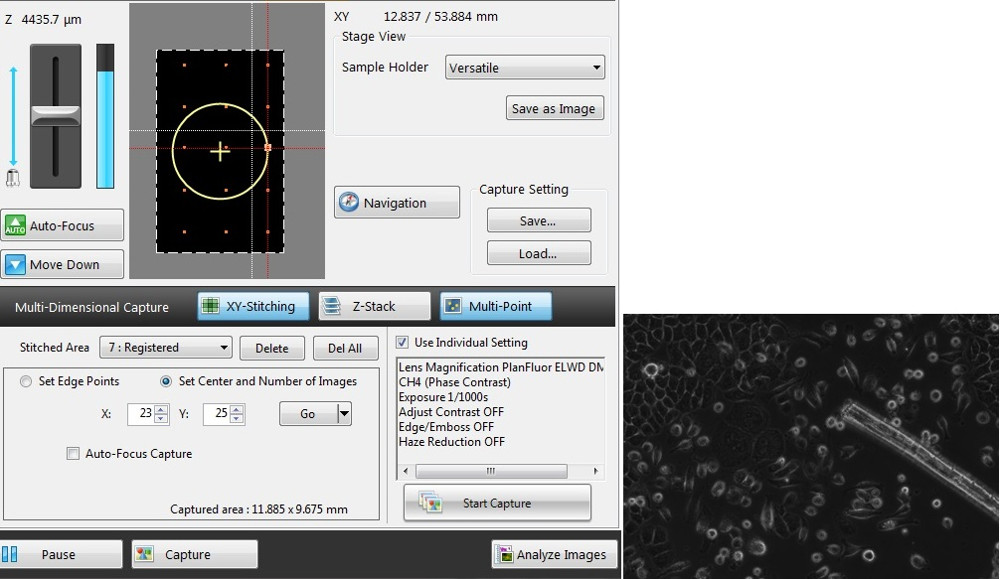 Z 4435.7 µm
XY 12.837 / 53.884 mm
Stage View
Sample Holder Versatile
Save as Image
Navigation
Capture Setting
Save...
Load...
AUTO Auto-Focus
Move Down
Multi-Dimensional Capture XY-Stitching Z-Stack Multi-Point
Stitched Area 7 : Registered Delete Del All
Set Edge Points Set Center and Number of Images
X: 23 Y: 25 Go
Auto-Focus Capture
Captured area : 11.885 x 9.675 mm
Use Individual Setting
Lens Magnification PlanFluor ELWD DM
CH4 (Phase Contrast)
Exposure 1/1000s
Adjust Contrast OFF
Edge/Emboss OFF
Haze Reduction OFF
Start Capture
Pause Capture Analyze Images